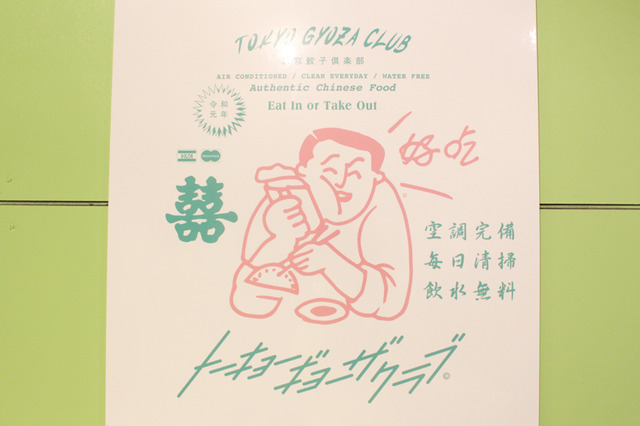 TOKYO GYOZA CLUB
京餃子倶楽部
AIR CONDITIONED / CLEAN EVERYDAY / WATER FREE
Authentic Chinese Food
Eat In or Take Out
令和
元年
好吃
囍
空調完備
毎日清掃
飲水無料
トーキョーギョーザクラブ